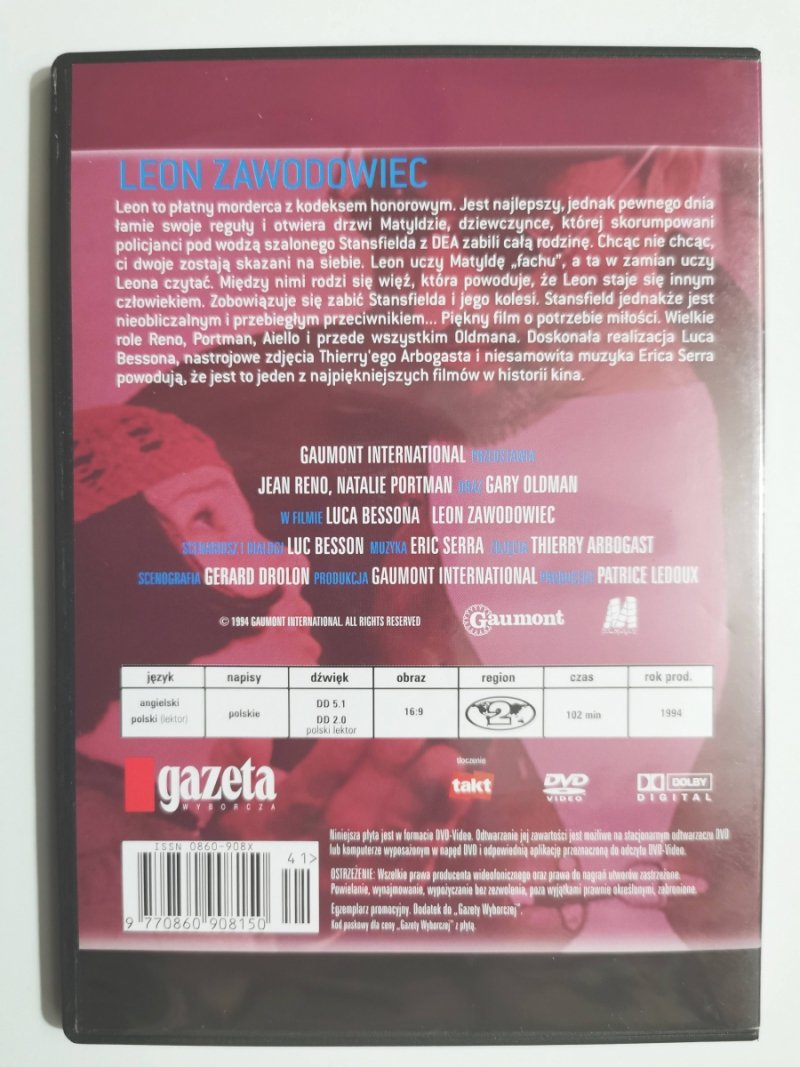 LEON ZAWODOWIEC
Leon to płatny morderca z kodeksem honorowym. Jest najlepszy, jednak pewnego dnia
łamie swoje reguły i otwiera drzwi Matyldzie, dziewczynce, której skorumpowani
policjanci pod wodzą szalonego Stansfielda z DEA zabili całą rodzinę. Chcąc nie chcąc,
ci dwoje zostają skazani na siebie. Leon uczy Matyldę „fachu”, a ta w zamian uczy
Leona czytać. Między nimi rodzi się więź, która powoduje, że Leon staje się innym
człowiekiem. Zobowiązuje się zabić Stansfielda i jego kolesi. Stansfield jednakże jest
nieobliczalnym i przebiegłym przeciwnikiem... Piękny film o potrzebie miłości. Wielkie
role Reno, Portman, Aiello i przede wszystkim Oldmana. Doskonała realizacja Luca
Bessona, nastrojowe zdjęcia Thierry'ego Arbogasta i niesamowita muzyka Erica Serra
powodują, że jest to jeden z najpiękniejszych filmów w historii kina.
GAUMONT INTERNATIONAL PRZEDSTAWIA
JEAN RENO, NATALIE PORTMAN ORAZ GARY OLDMAN
W FILMIE LUCA BESSONA LEON ZAWODOWIEC
SCENARIUSZ I DIALOGI LUC BESSON MUZYKA ERIC SERRA ZDJĘCIA THIERRY ARBOGAST
SCENOGRAFIA GERARD DROLON PRODUKCJA GAUMONT INTERNATIONAL PRODUCENT PATRICE LEDOUX
© 1994 GAUMONT INTERNATIONAL. ALL RIGHTS RESERVED Gaumont
język napisy dźwięk obraz region czas rok prod.
angielski
polski (lektor) polskie DD 5.1
DD 2.0
polski lektor 16:9 2 102 min 1994
gazeta
WYBORCZA
tłoczenie
takt
DVD
VIDEO
DOLBY
DIGITAL
ISSN 0860-908X
41>
9 770860 908150
Niniejsza płyta jest w formacie DVD-Video. Odtwarzanie jej zawartości jest możliwe na stacjonarnym odtwarzaczu DVD
lub komputerze wyposażonym w napęd DVD i odpowiednią aplikację przeznaczoną do odczytu DVD-Video.
OSTRZEŻENIE: Wszelkie prawa producenta wideofonicznego oraz prawa do nagrań utworów zastrzeżone.
Powielanie, wynajmowanie, wypożyczanie bez zezwolenia, poza wyjątkami prawnie określonymi, zabronione.
Egzemplarz promocyjny. Dodatek do „Gazety Wyborczej”.
Kod paskowy dla ceny „Gazety Wyborczej” z płytą.